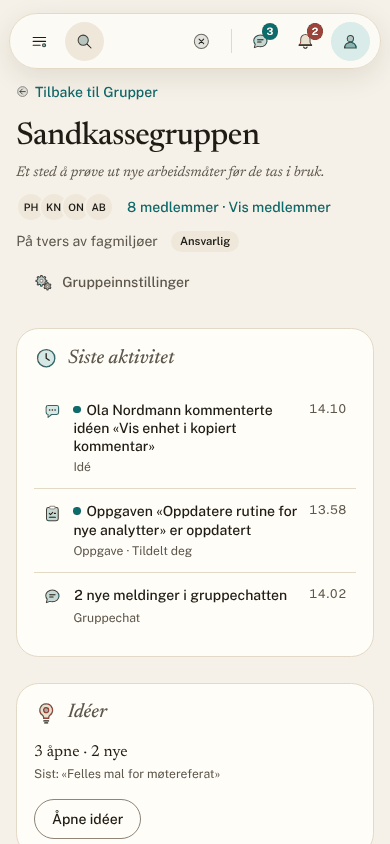 3
2
Tilbake til Grupper
Sandkassegruppen
Et sted å prøve ut nye arbeidsmåter før de tas i bruk.
PH KN ON AB 8 medlemmer · Vis medlemmer
På tvers av fagmiljøer Ansvarlig
Gruppeinnstillinger
Siste aktivitet
Ola Nordmann kommenterte 14.10
idéen «Vis enhet i kopiert
kommentar»
Idé
Oppgaven «Oppdatere rutine for 13.58
nye analytter» er oppdatert
Oppgave · Tildelt deg
2 nye meldinger i gruppechatten 14.02
Gruppechat
Idéer
3 åpne · 2 nye
Sist: «Felles mal for møtereferat»
Åpne idéer